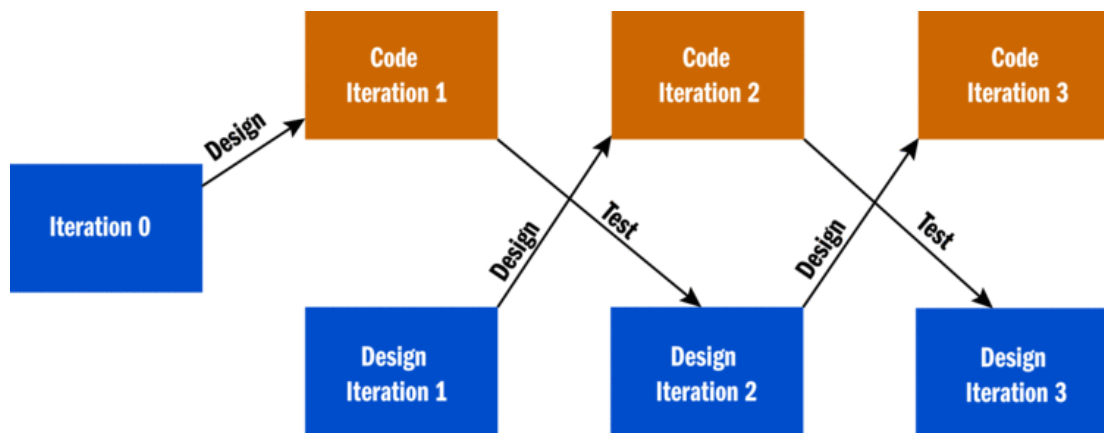 Code
Iteration 1
Code
Iteration 2
Code
Iteration 3
Design
Iteration 0
Design
Test
Design
Test
Design
Iteration 1
Design
Iteration 2
Design
Iteration 3